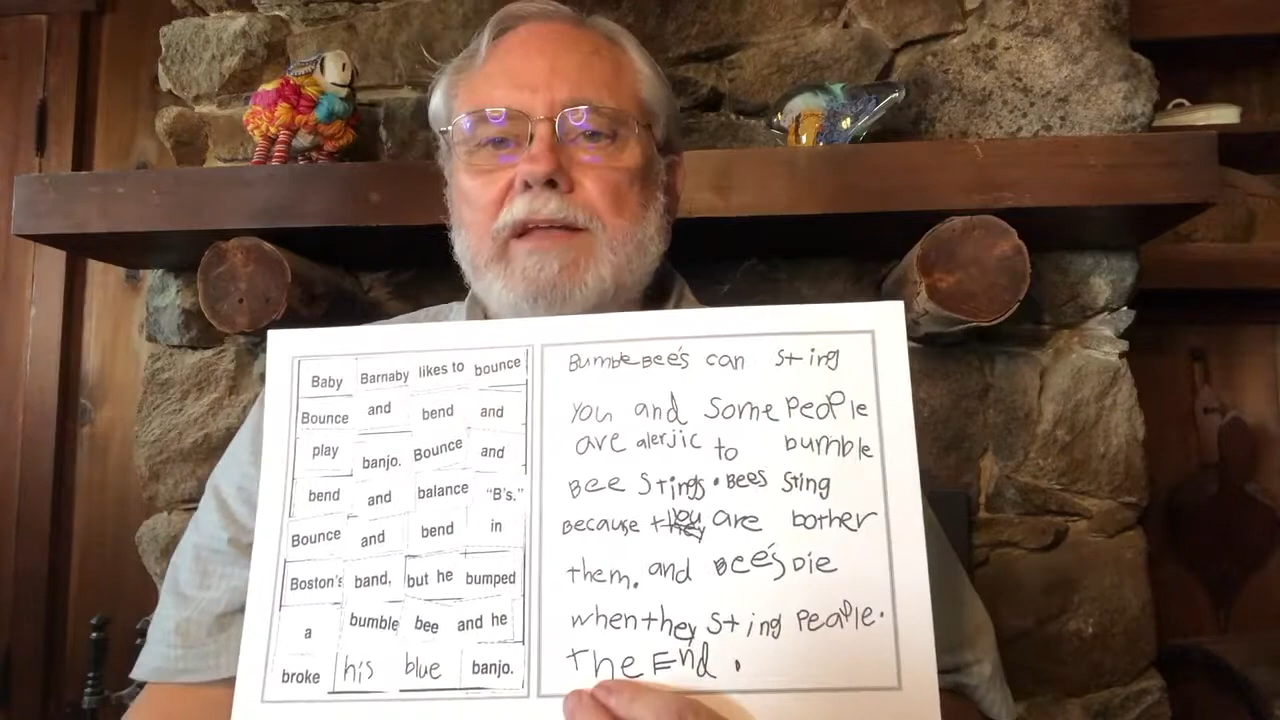 Baby Barnaby likes to bounce
Bounce and bend and
play banjo. Bounce and
bend and balance "B's."
Bounce and bend in
Boston's band, but he bumped
a bumble bee and he
broke his blue banjo.
BumbeBee's can sting
you and some people
are alerjic to bumble
Bee stings. Bees sting
Because you are bother
them. and Bee's Die
when they sting people.
The End.